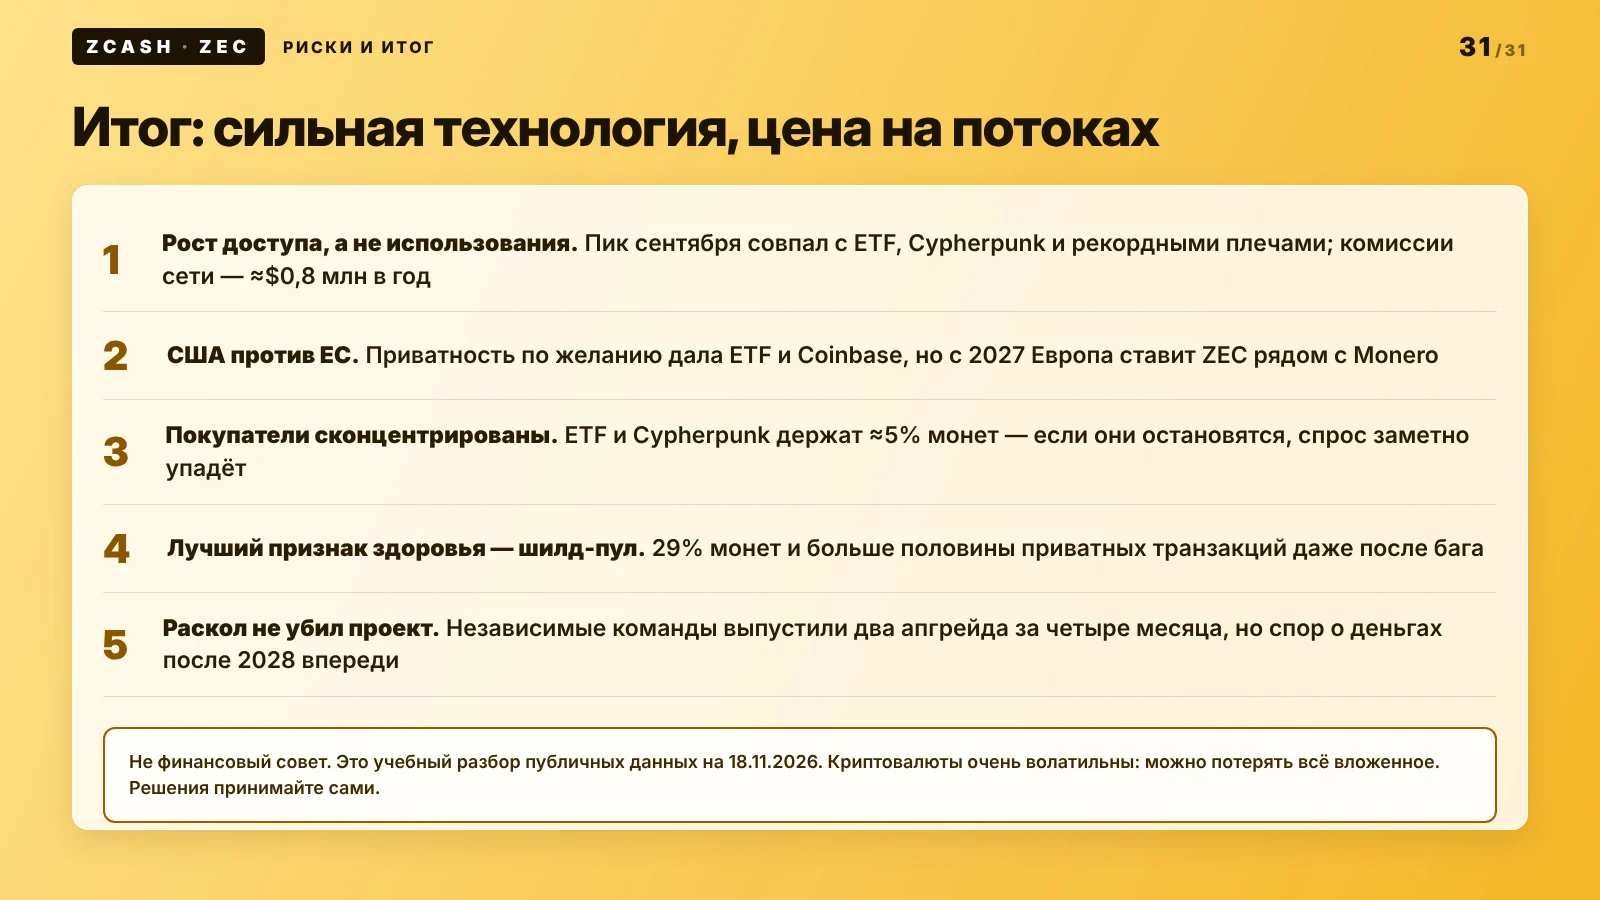 ZCASH · ZEC РИСКИ И ИТОГ 31/31
Итог: сильная технология, цена на потоках
1 Рост доступа, а не использования. Пик сентября совпал с ETF, Cypherpunk и рекордными плечами; комиссии
сети — ≈$0,8 млн в год
2 США против ЕС. Приватность по желанию дала ETF и Coinbase, но с 2027 Европа ставит ZEC рядом с Monero
3 Покупатели сконцентрированы. ETF и Cypherpunk держат ≈5% монет — если они остановятся, спрос заметно
упадёт
4 Лучший признак здоровья — шилд-пул. 29% монет и больше половины приватных транзакций даже после бага
5 Раскол не убил проект. Независимые команды выпустили два апгрейда за четыре месяца, но спор о деньгах
после 2028 впереди
Не финансовый совет. Это учебный разбор публичных данных на 18.11.2026. Криптовалюты очень волатильны: можно потерять всё вложенное.
Решения принимайте сами.